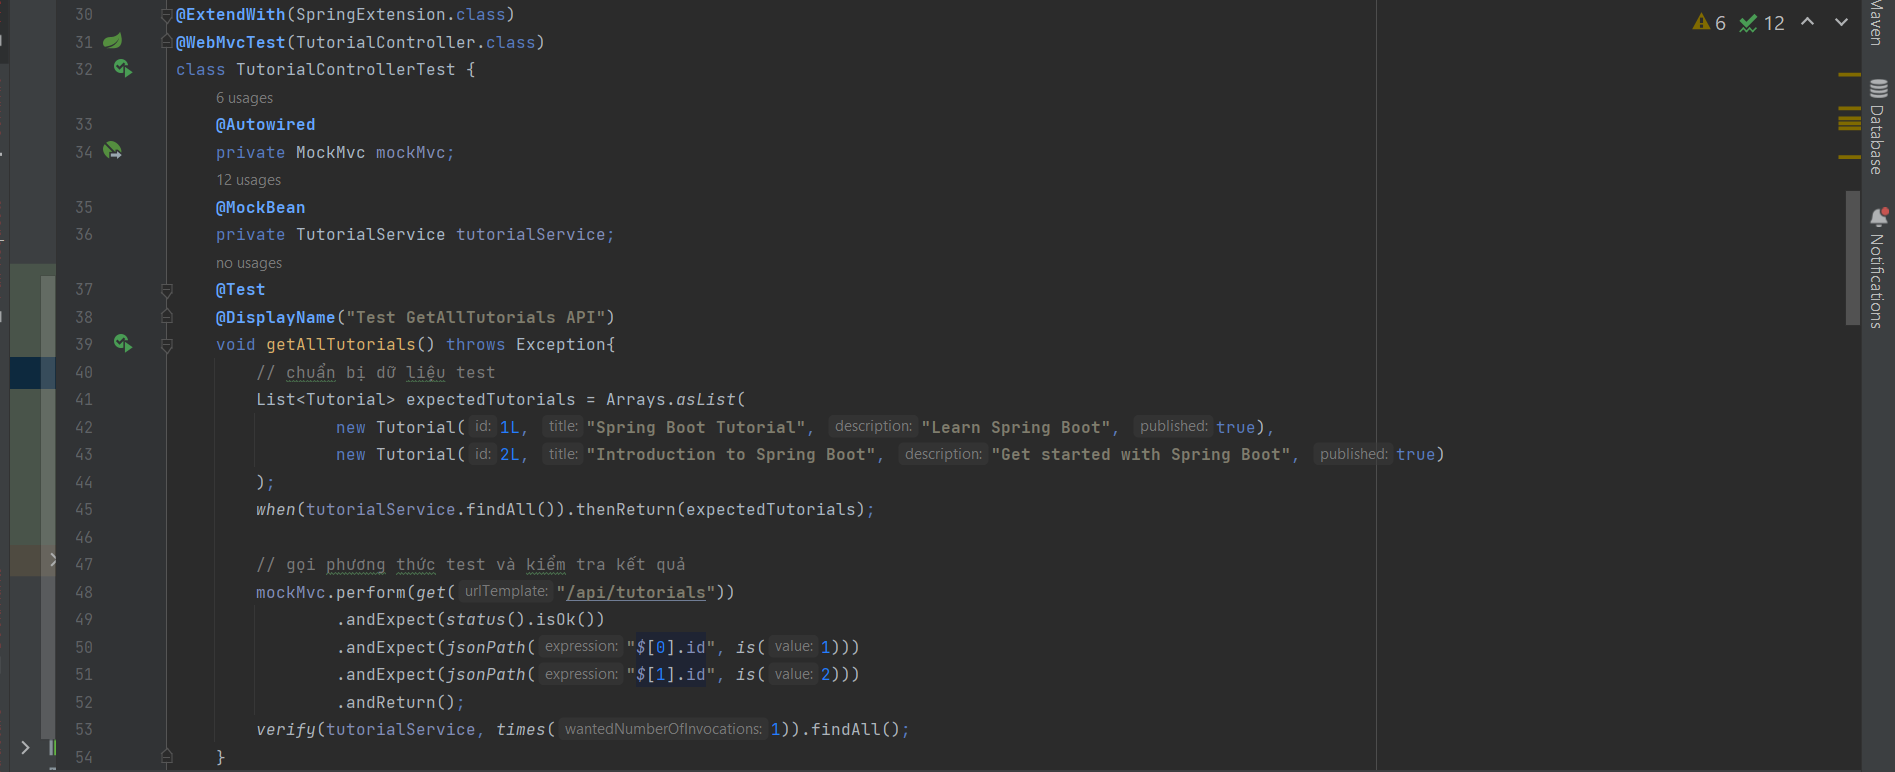 30 @ExtendWith(SpringExtension.class)
31 @WebMvcTest(TutorialController.class)
32 class TutorialControllerTest {
6 usages
33 @Autowired
34 private MockMvc mockMvc;
12 usages
35 @MockBean
36 private TutorialService tutorialService;
no usages
37 @Test
38 @DisplayName("Test GetAllTutorials API")
39 void getAllTutorials() throws Exception{
40 // chuẩn bị dữ liệu test
41 List<Tutorial> expectedTutorials = Arrays.asList(
42 new Tutorial( id: 1L, title: "Spring Boot Tutorial", description: "Learn Spring Boot", published: true),
43 new Tutorial( id: 2L, title: "Introduction to Spring Boot", description: "Get started with Spring Boot", published: true)
44 );
45 when(tutorialService.findAll()).thenReturn(expectedTutorials);
46
47 // gọi phương thức test và kiểm tra kết quả
48 mockMvc.perform(get( urlTemplate: "/api/tutorials"))
49 .andExpect(status().isOk())
50 .andExpect(jsonPath( expression: "$[0].id", is( value: 1)))
51 .andExpect(jsonPath( expression: "$[1].id", is( value: 2)))
52 .andReturn();
53 verify(tutorialService, times( wantedNumberOfInvocations: 1)).findAll();
54 }
6 12
Maven
Database
Notifications